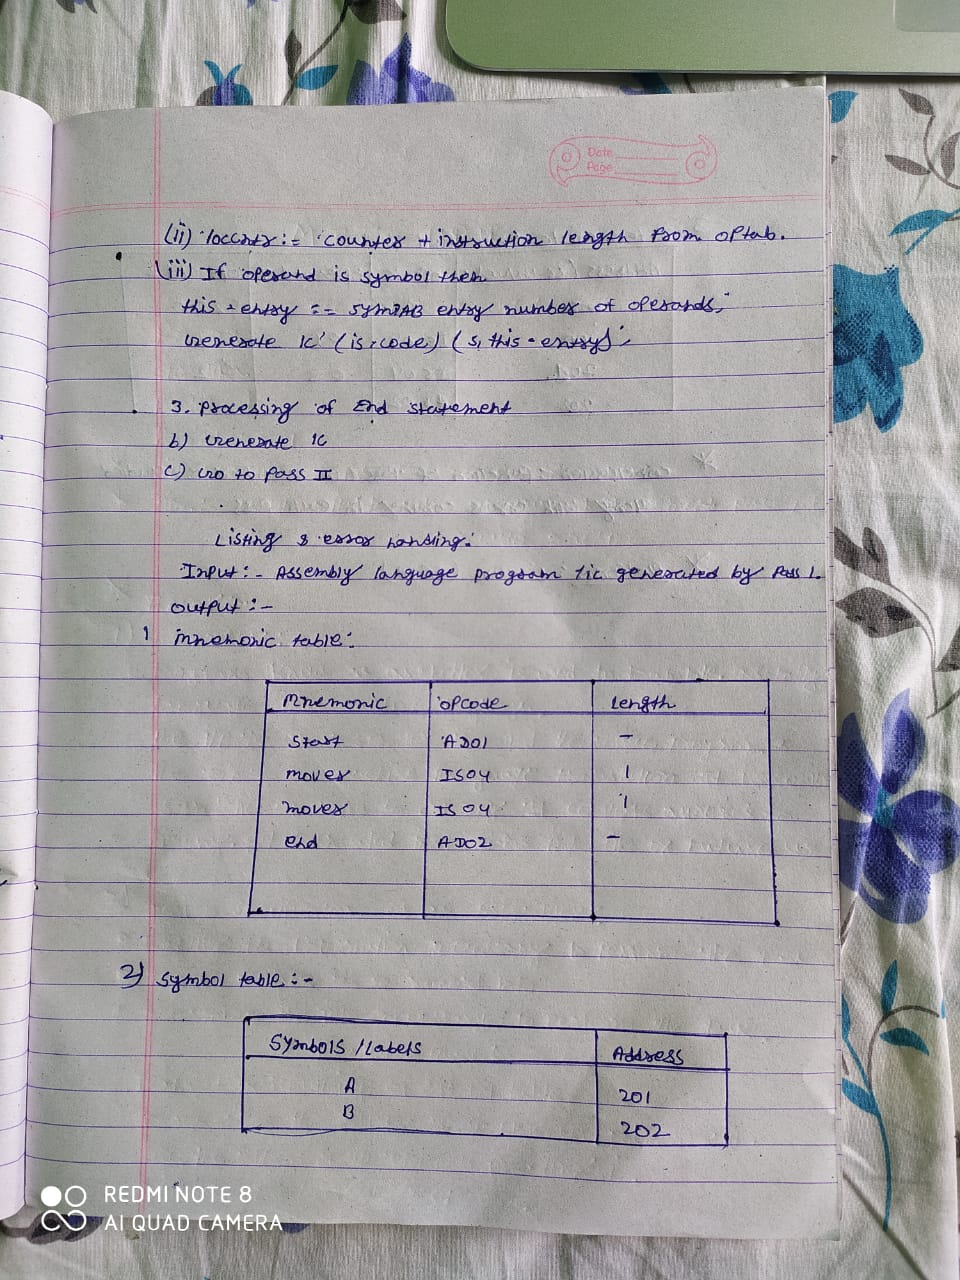 Date
Page
(ii) loccntr := counter + instruction length from optab.
(iii) If operand is symbol then
this-entry := SYMTAB entry number of operands;
Generate IC (is,code) (s, this-entry);
3. Processing of End statement
b) Generate IC
c) Go to Pass II
Listing & error handling:
Input :- Assembly language program generated by Pass 1.
output :-
1 mnemonic table:
Mnemonic opcode Length
Start AD01 -
mover IS04 1
mover IS04 1
end AD02 -
2) Symbol table :-
Symbols / labels Address
A 201
B 202
REDMI NOTE 8
AI QUAD CAMERA